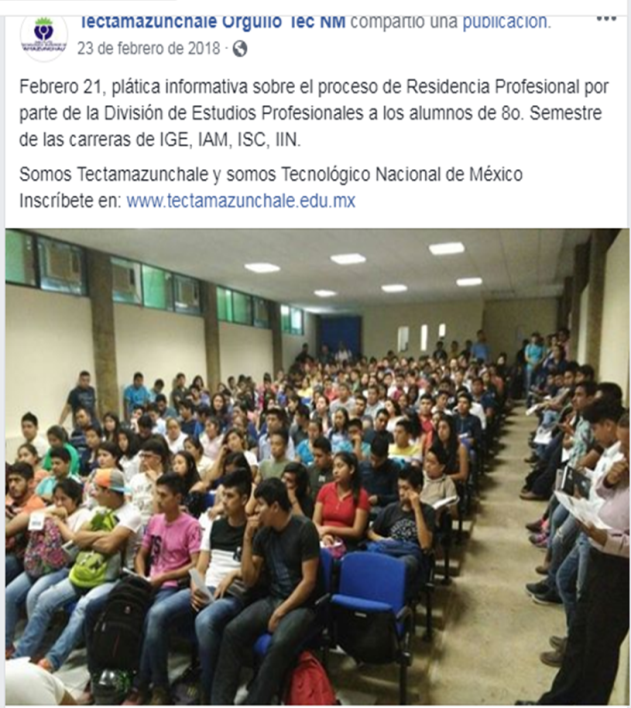 Tectamazunchale Orgullo Tec NM compartió una publicación.
23 de febrero de 2018 ·
Febrero 21, plática informativa sobre el proceso de Residencia Profesional por
parte de la División de Estudios Profesionales a los alumnos de 8o. Semestre
de las carreras de IGE, IAM, ISC, IIN.
Somos Tectamazunchale y somos Tecnológico Nacional de México
Inscríbete en: www.tectamazunchale.edu.mx